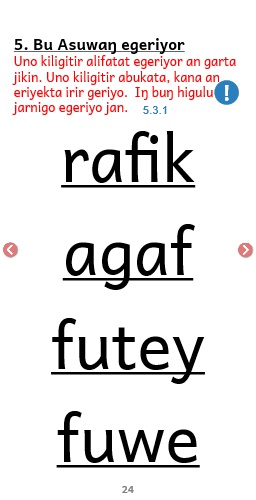 5. Bu Asuwaŋ egeriyor
Uno kiligitir alifatat egeriyor an garta
jikin. Uno kiligitir abukata, kana an
eriyekta irir geriyo. Iŋ buŋ higulu
jarnigo egeriyo jan. 5.3.1
rafik
agaf
futey
fuwe
24